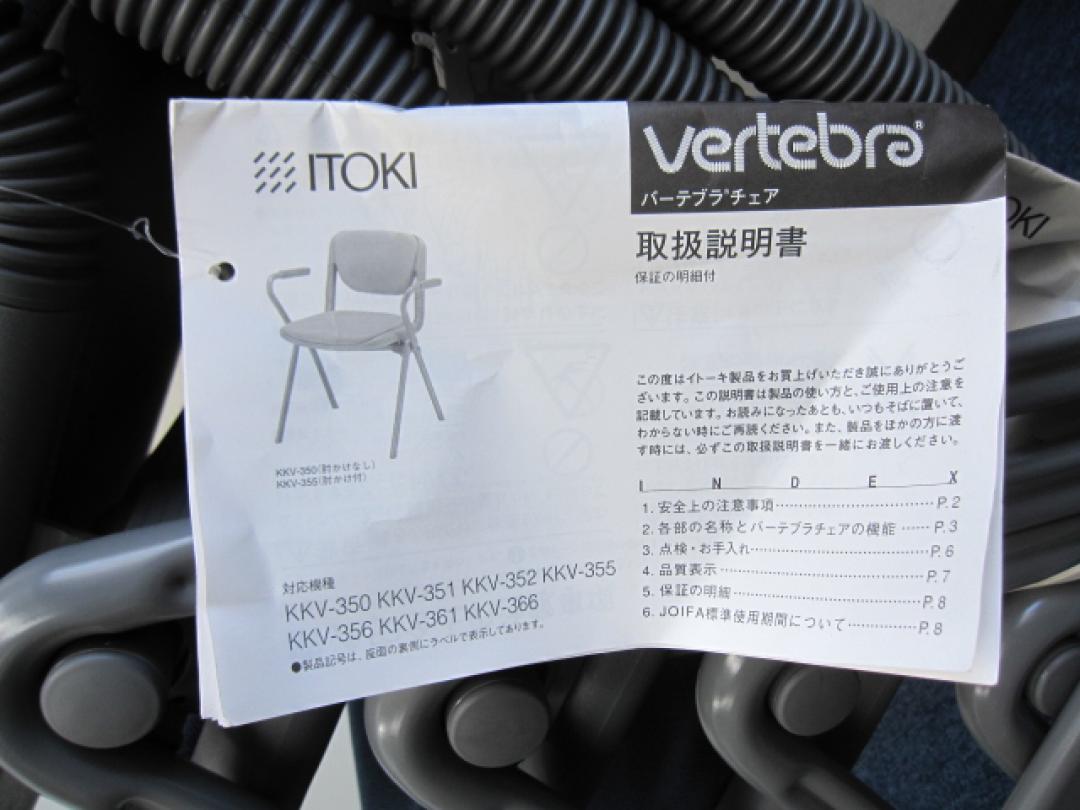 ITOKI
KKV-350(肘かけなし)
KKV-355(肘かけ付)
対応機種
KKV-350 KKV-351 KKV-352 KKV-355
KKV-356 KKV-361 KKV-366
●製品記号は、座面の裏側にラベルで表示してあります。
vertebra®
バーテブラ®チェア
取扱説明書
保証の明細付
この度はイトーキ製品をお買上げいただき誠にありがとうご
ざいます。この説明書は製品の使い方と、ご使用上の注意を
記載しています。お読みになったあとも、いつもそばに置いて、
わからない時にご再読ください。また、製品をほかの方に渡
す時には、必ずこの取扱説明書を一緒にお渡しください。
I N D E X
1. 安全上の注意事項……………………P.2
2. 各部の名称とバーテブラチェアの機能……P.3
3. 点検・お手入れ……………………P.6
4. 品質表示……………………P.7
5. 保証の明細……………………P.8
6. JOIFA標準使用期間について……………P.8
OKI